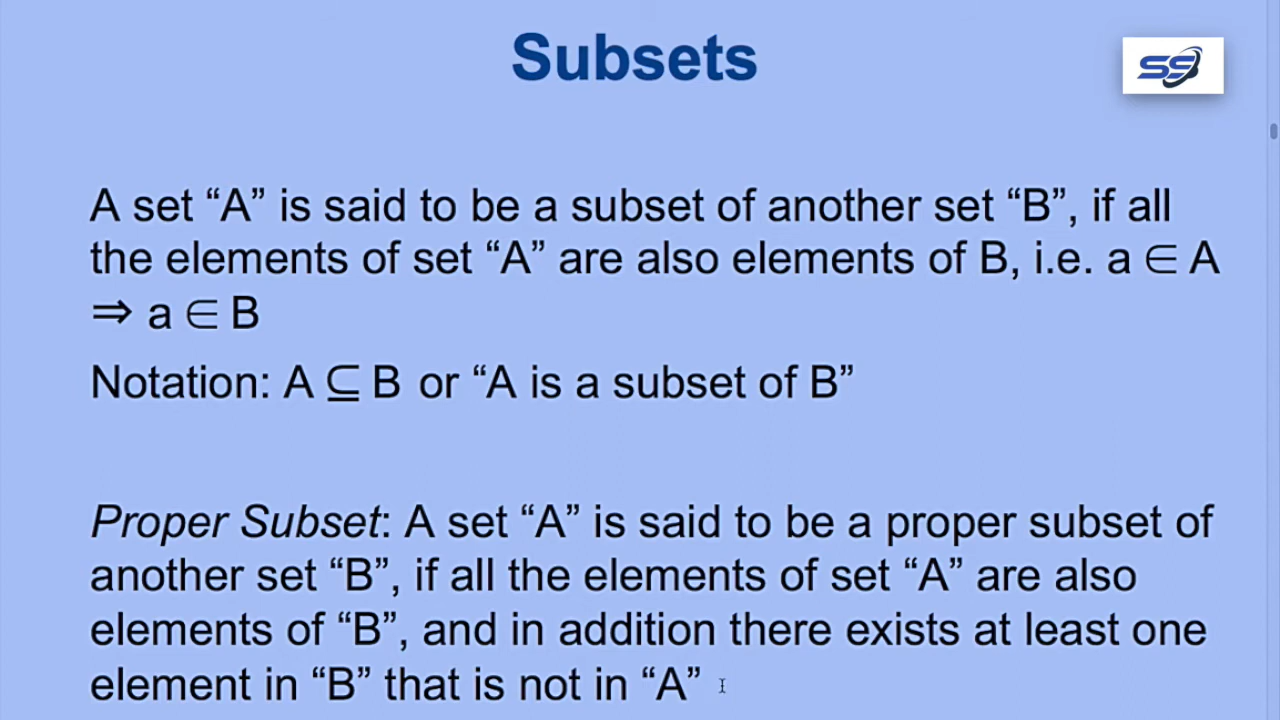 Subsets
SS
A set “A” is said to be a subset of another set “B”, if all
the elements of set “A” are also elements of B, i.e. a ∈ A
⇒ a ∈ B
Notation: A ⊆ B or “A is a subset of B”
Proper Subset: A set “A” is said to be a proper subset of
another set “B”, if all the elements of set “A” are also
elements of “B”, and in addition there exists at least one
element in “B” that is not in “A”